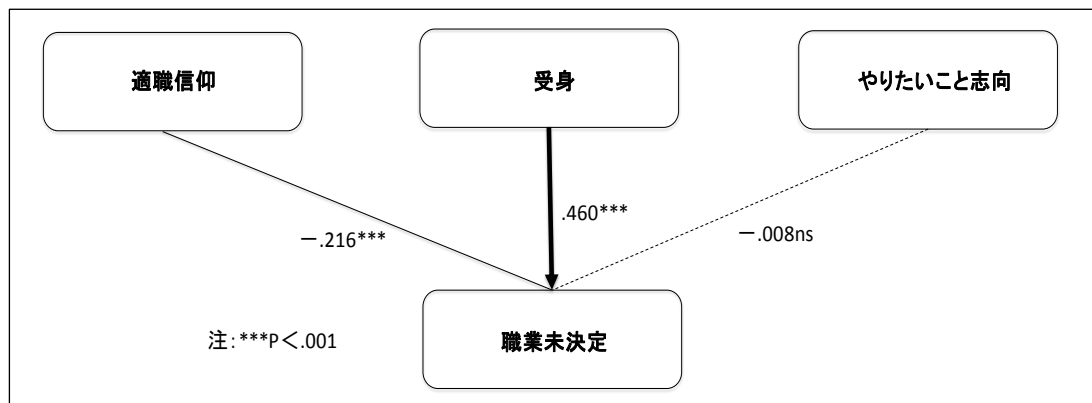 適職信仰
受身
やりたいこと志向
.460***
－.216***
－.008ns
注：***P＜.001
職業未決定